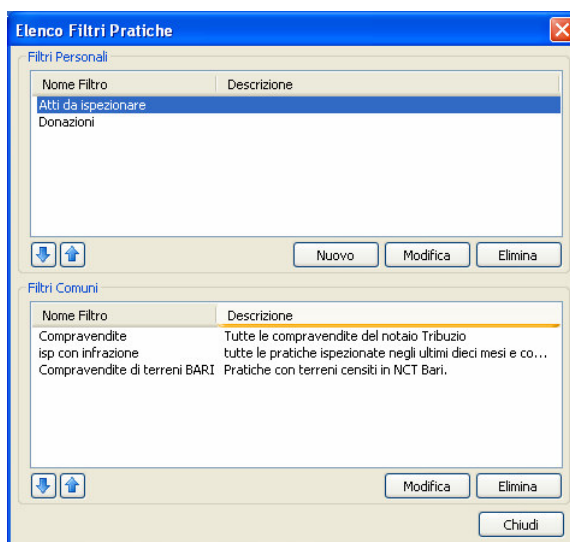 Elenco Filtri Pratiche
Filtri Personali
Nome Filtro Descrizione
Atti da ispezionare
Donazioni
Nuovo Modifica Elimina
Filtri Comuni
Nome Filtro Descrizione
Compravendite Tutte le compravendite del notaio Tribuzio
isp con infrazione tutte le pratiche ispezionate negli ultimi dieci mesi e co...
Compravendite di terreni BARI Pratiche con terreni censiti in NCT Bari.
Modifica Elimina
Chiudi